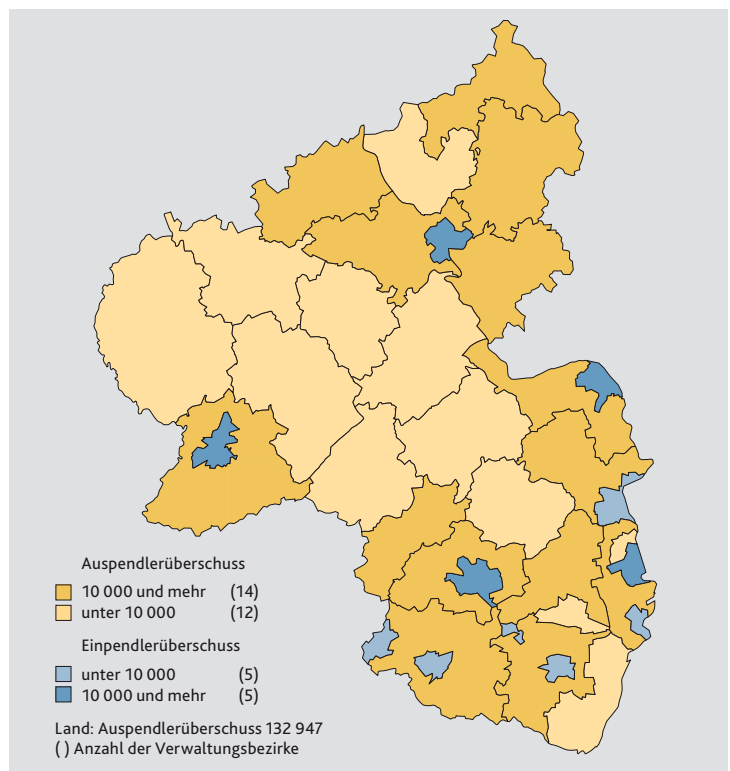 Auspendlerüberschuss
10 000 und mehr (14)
unter 10 000 (12)
Einpendlerüberschuss
unter 10 000 (5)
10 000 und mehr (5)
Land: Auspendlerüberschuss 132 947
( ) Anzahl der Verwaltungsbezirke